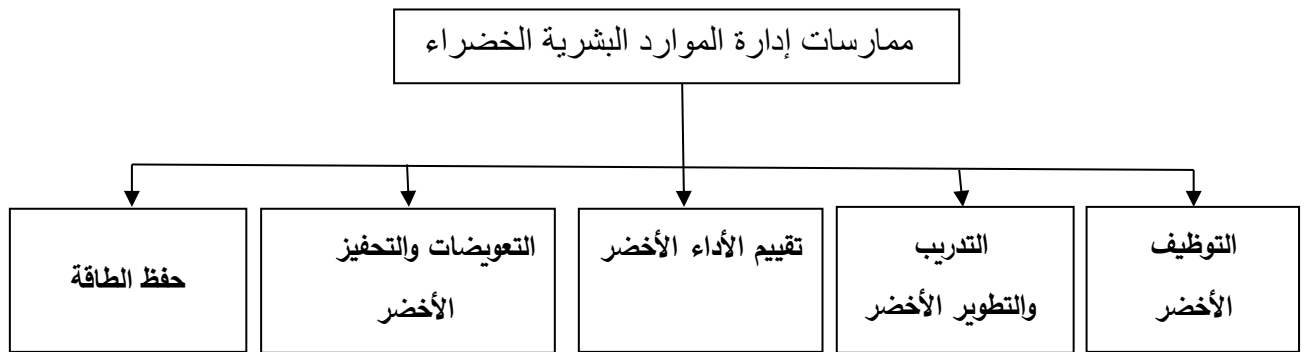 ممارسات إدارة الموارد البشرية الخضراء
التوظيف
الأخضر
التدريب
والتطوير الأخضر
تقييم الأداء الأخضر
التعويضات والتحفيز
الأخضر
حفظ الطاقة